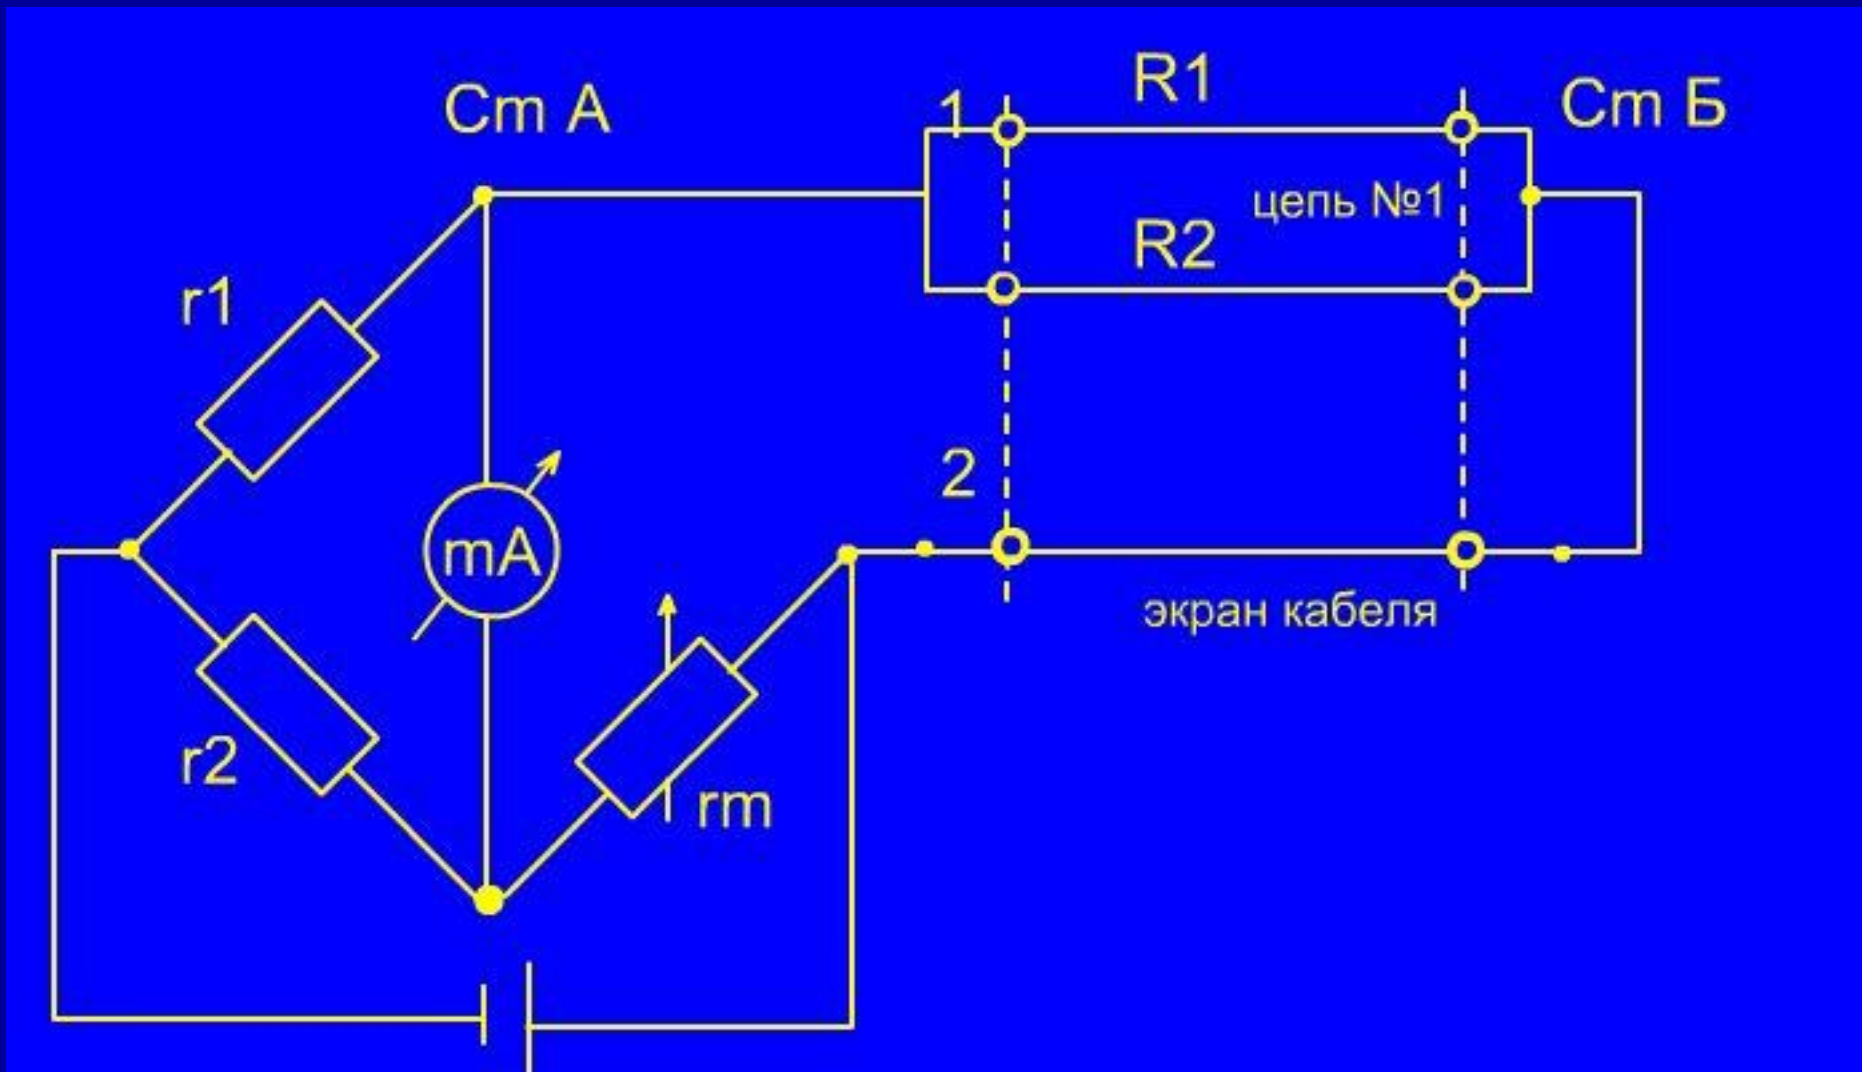 Ст А
1
R1
Ст Б
цепь №1
R2
r1
2
mA
экран кабеля
r2
rm